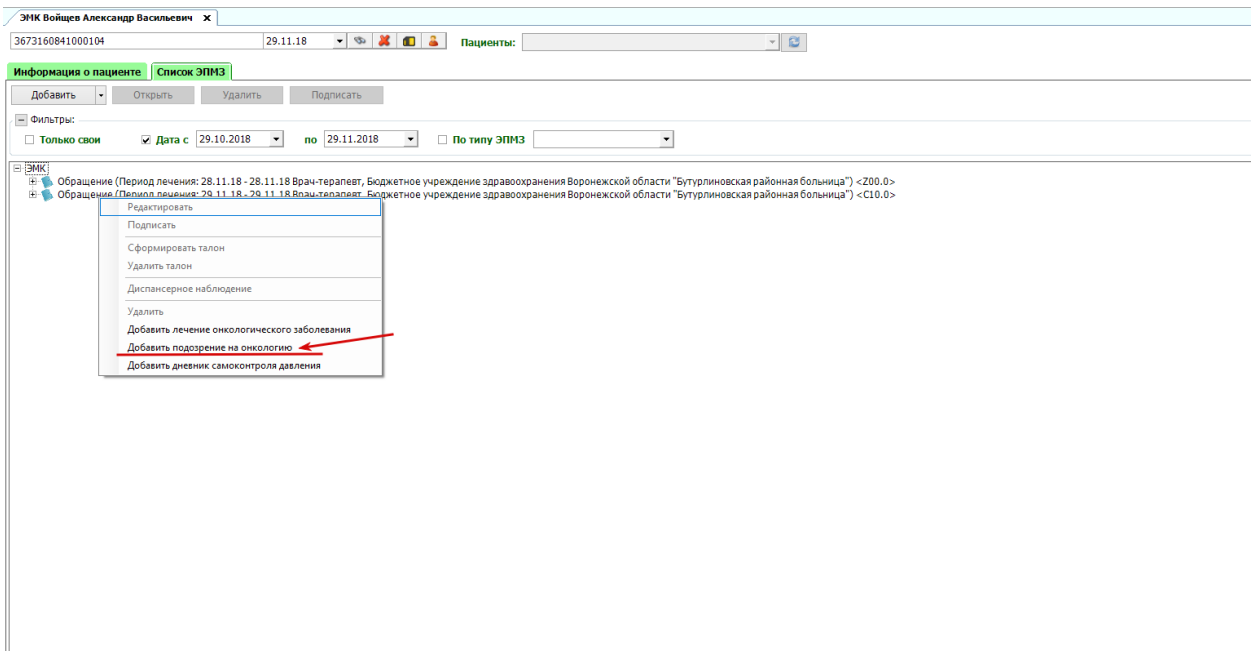 ЭМК Войщев Александр Васильевич X
3673160841000104 29.11.18 Пациенты:
Информация о пациенте Список ЭПМЗ
Добавить Открыть Удалить Подписать
Фильтры:
Только свои Дата с 29.10.2018 по 29.11.2018 По типу ЭПМЗ
ЭМК
Обращение (Период лечения: 28.11.18 - 28.11.18 Врач-терапевт, Бюджетное учреждение здравоохранения Воронежской области "Бутурлиновская районная больница") <Z00.0>
Обращение (Период лечения: 29.11.18 - 29.11.18 Врач-терапевт, Бюджетное учреждение здравоохранения Воронежской области "Бутурлиновская районная больница") <C10.0>
Редактировать
Подписать
Сформировать талон
Удалить талон
Диспансерное наблюдение
Удалить
Добавить лечение онкологического заболевания
Добавить подозрение на онкологию
Добавить дневник самоконтроля давления